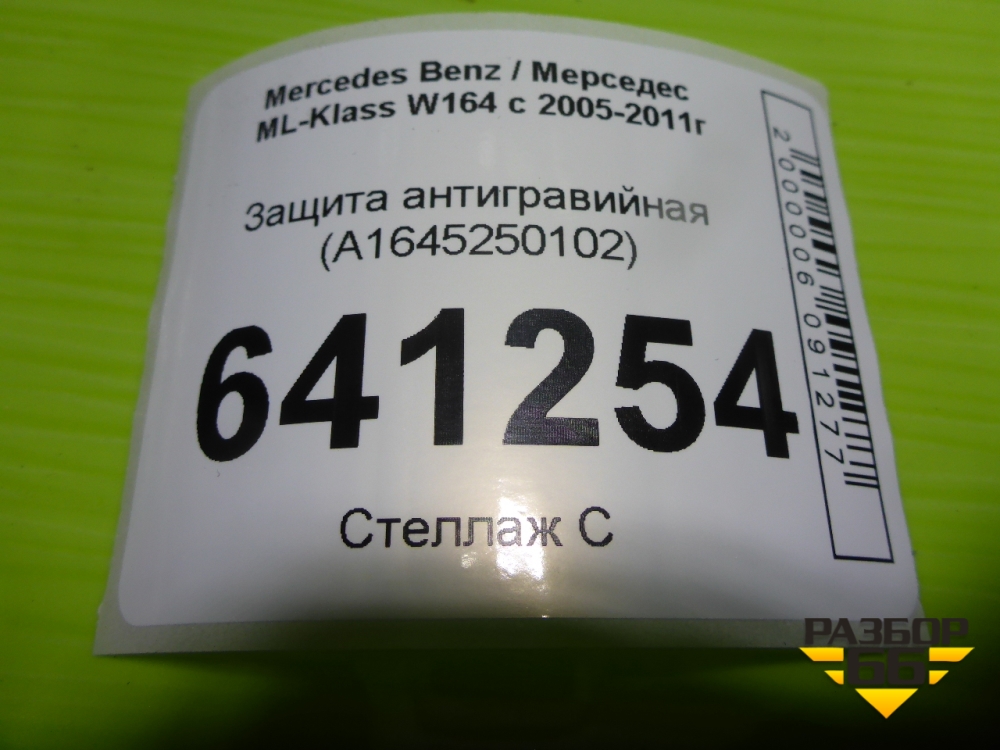 Mercedes Benz / Мерседес
ML-Klass W164 с 2005-2011г
Защита антигравийная
(A1645250102)
641254
Стеллаж С
2000006091277
РАЗБОР
66